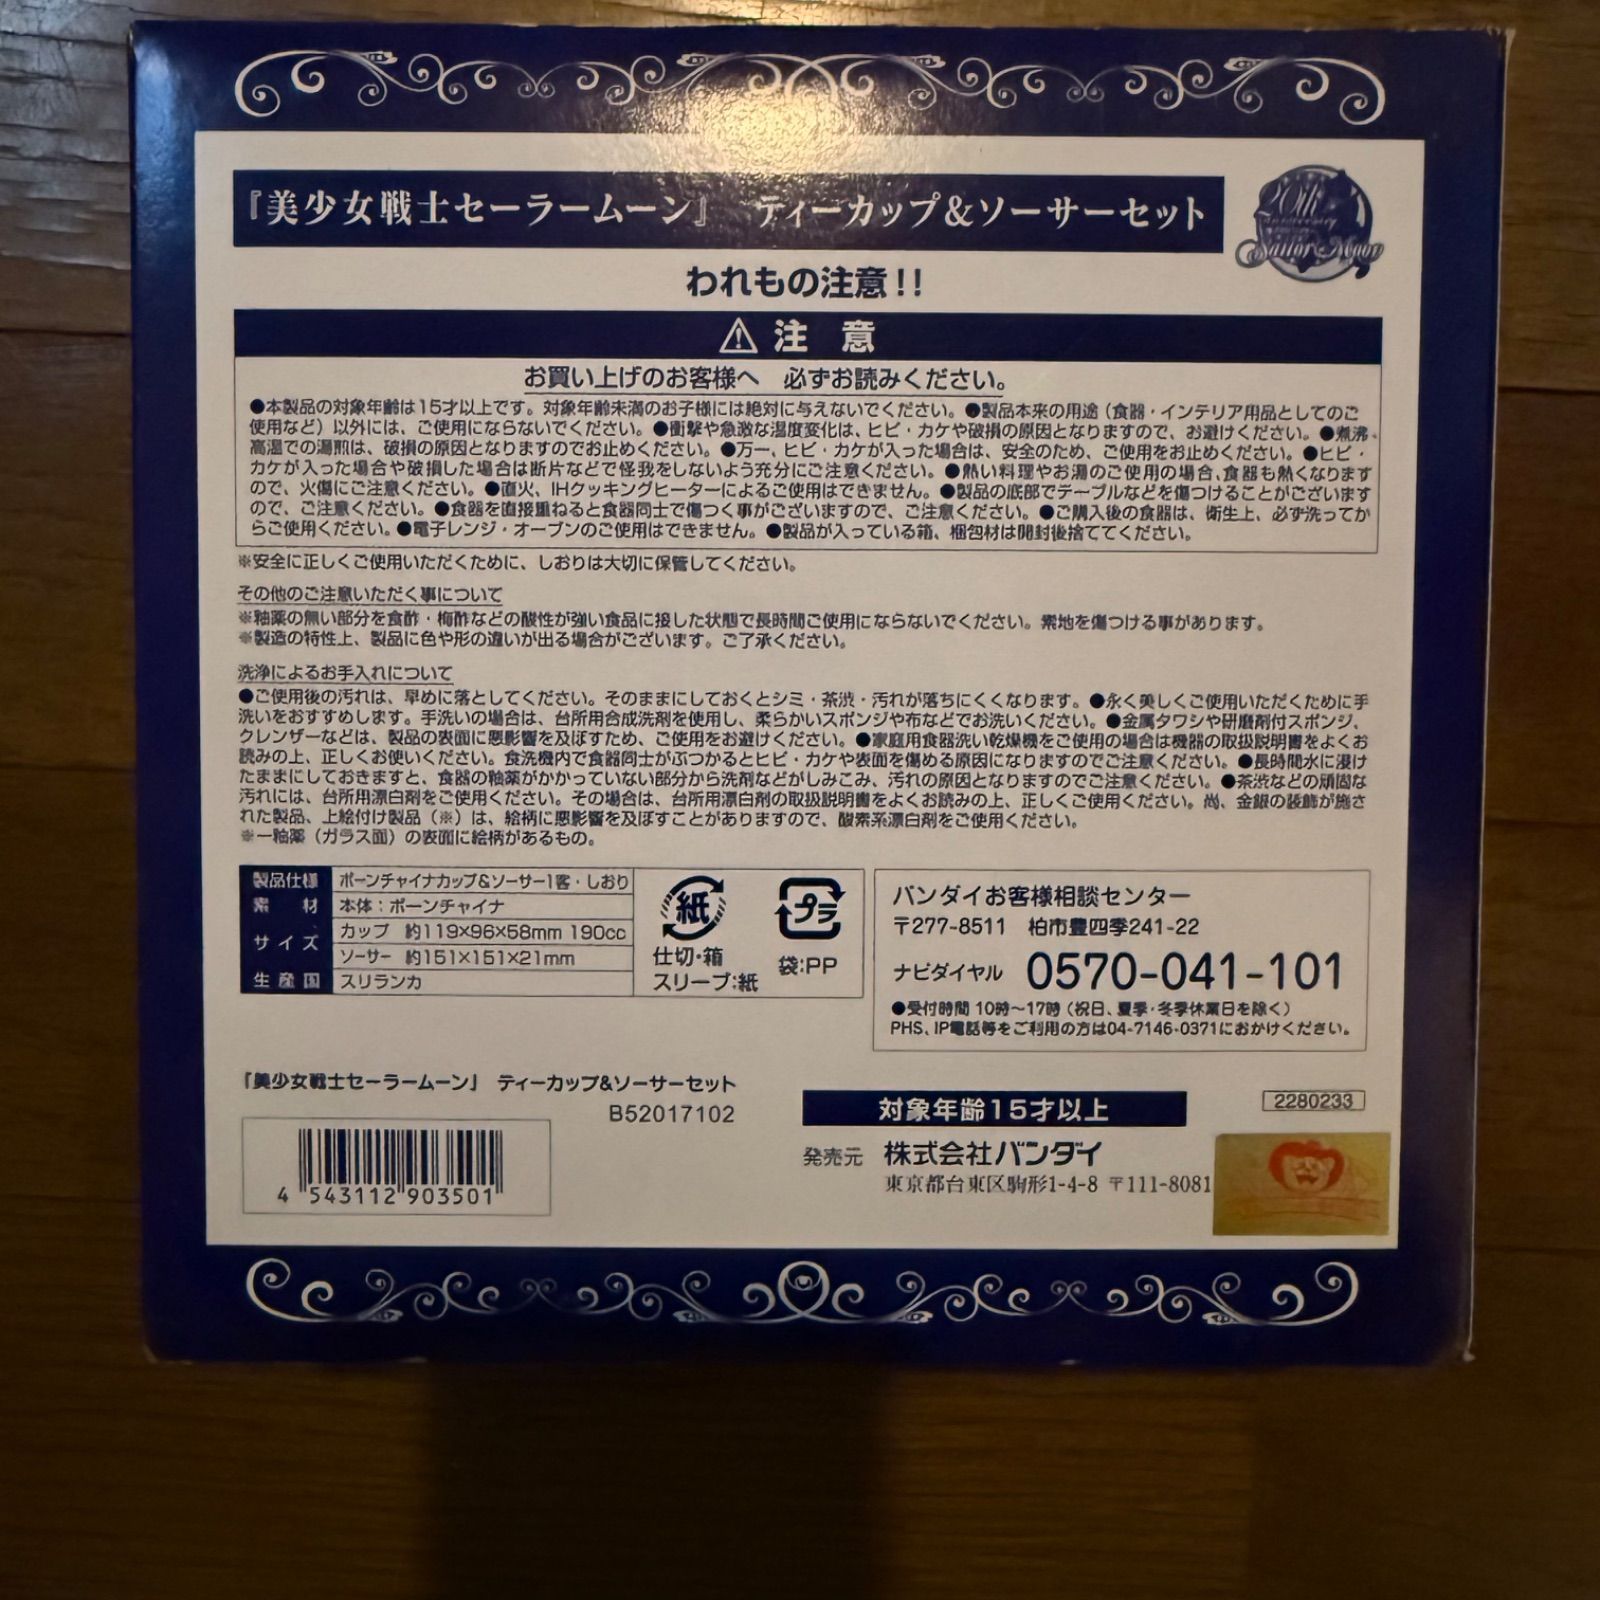 『美少女戦士セーラームーン』 ティーカップ&ソーサーセット
20th anniversary
Sailor Moon
われもの注意!!
⚠注意
お買い上げのお客様へ 必ずお読みください。
●本製品の対象年齢は15才以上です。対象年齢未満のお子様には絶対に与えないでください。●製品本来の用途(食器・インテリア用品としてのご
使用など)以外には、ご使用にならないでください。●衝撃や急激な温度変化は、ヒビ・カケや破損の原因となりますので、お避けください。●煮沸、
高温での湯煎は、破損の原因となりますのでお止めください。●万一、ヒビ・カケが入った場合は、安全のため、ご使用をお止めください。●ヒビ・
カケが入った場合や破損した場合は断片などで怪我をしないよう充分にご注意ください。●熱い料理やお湯のご使用の場合、食器も熱くなります
ので、火傷にご注意ください。●直火、IHクッキングヒーターによるご使用はできません。●製品の底部でテーブルなどを傷つけることがございます
ので、ご注意ください。●食器を直接重ねると食器同士で傷つく事がございますので、ご注意ください。●ご購入後の食器は、衛生上、必ず洗ってか
らご使用ください。●電子レンジ・オーブンのご使用はできません。●製品が入っている箱、梱包材は開封後捨ててください。
※安全に正しくご使用いただくために、しおりは大切に保管してください。
その他のご注意いただく事について
※釉薬の無い部分を食酢・梅酢などの酸性が強い食品に接した状態で長時間ご使用にならないでください。素地を傷つける事があります。
※製造の特性上、製品に色や形の違いが出る場合がございます。ご了承ください。
洗浄によるお手入れについて
●ご使用後の汚れは、早めに落としてください。そのままにしておくとシミ・茶渋・汚れが落ちにくくなります。●永く美しくご使用いただくために手
洗いをおすすめします。手洗いの場合は、台所用合成洗剤を使用し、柔らかいスポンジや布などでお洗いください。●金属タワシや研磨剤付スポンジ、
クレンザーなどは、製品の表面に悪影響を及ぼすため、ご使用をお避けください。●家庭用食器洗い乾燥機をご使用の場合は機器の取扱説明書をよくお
読みの上、正しくお使いください。食洗機内で食器同士がぶつかるとヒビ・カケや表面を傷める原因になりますのでご注意ください。●長時間水に浸け
たままにしておきますと、食器の釉薬がかかっていない部分から洗剤などがしみこみ、汚れの原因となりますのでご注意ください。●茶渋などの頑固な
汚れには、台所用漂白剤をご使用ください。その場合は、台所用漂白剤の取扱説明書をよくお読みの上、正しくご使用ください。尚、金銀の装飾が施さ
れた製品、上絵付け製品(※)は、絵柄に悪影響を及ぼすことがありますので、酸素系漂白剤をご使用ください。
※一釉薬(ガラス面)の表面に絵柄があるもの。
製品仕様 ボーンチャイナカップ&ソーサー1客・しおり
素材 本体:ボーンチャイナ
サイズ カップ 約119×96×58mm 190cc
ソーサー 約151×151×21mm
生産国 スリランカ
紙
仕切・箱
スリーブ:紙
プラ
袋:PP
バンダイお客様相談センター
〒277-8511 柏市豊四季241-22
ナビダイヤル 0570-041-101
●受付時間 10時~17時(祝日、夏季・冬季休業日を除く)
PHS、IP電話等をご利用の方は04-7146-0371におかけください。
『美少女戦士セーラームーン』 ティーカップ&ソーサーセット
B52017102
4 543112 903501
対象年齢15才以上
2280233
発売元 株式会社バンダイ
東京都台東区駒形1-4-8 〒111-8081